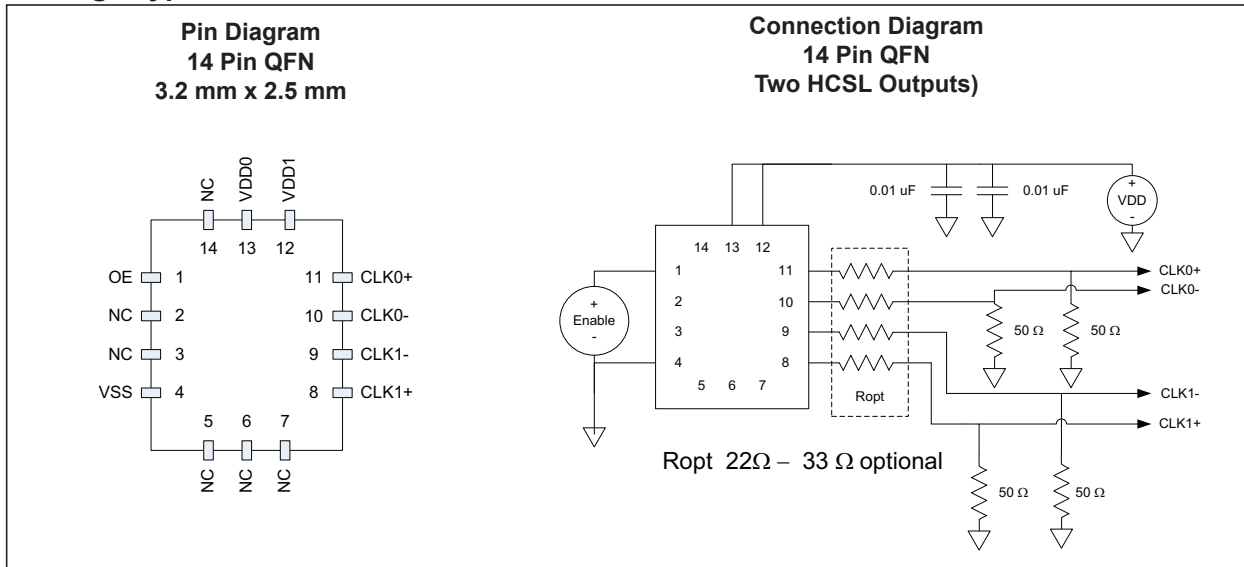 Pin Diagram
14 Pin QFN
3.2 mm x 2.5 mm
NC
VDD0
VDD1
14 13 12
OE 1
NC 2
NC 3
VSS 4
11 CLK0+
10 CLK0-
9 CLK1-
8 CLK1+
5 6 7
NC
NC
NC
Connection Diagram
14 Pin QFN
Two HCSL Outputs)
0.01 uF
0.01 uF
+
VDD
-
14 13 12
1
2
3
4
11
10
9
8
5 6 7
+
Enable
-
Ropt
CLK0+
CLK0-
50 Ω
50 Ω
CLK1-
CLK1+
50 Ω
50 Ω
Ropt 22Ω – 33 Ω optional